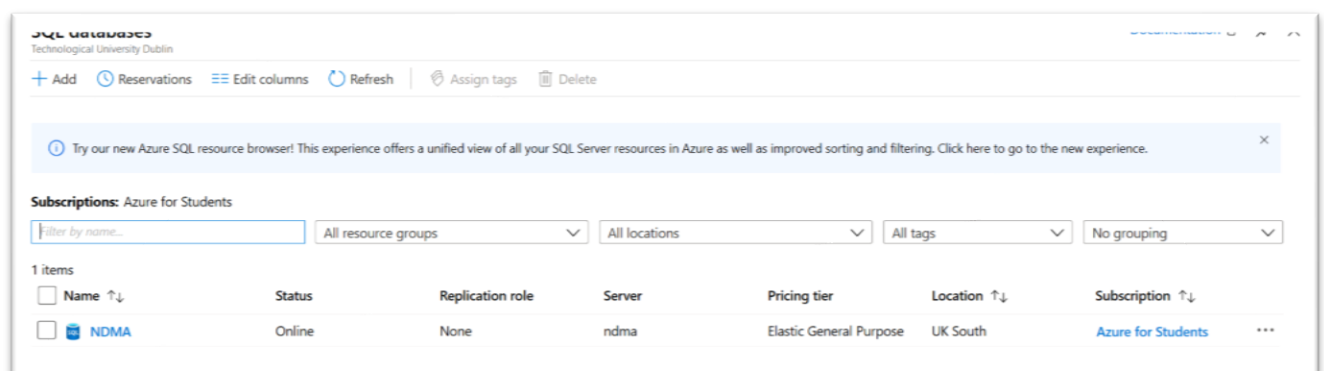 SQL databases
Documentation
Technological University Dublin
Add Reservations Edit columns Refresh Assign tags Delete
Try our new Azure SQL resource browser! This experience offers a unified view of all your SQL Server resources in Azure as well as improved sorting and filtering. Click here to go to the new experience.
Subscriptions: Azure for Students
Filter by name... All resource groups All locations All tags No grouping
1 items
Name Status Replication role Server Pricing tier Location Subscription
SQL NDMA Online None ndma Elastic General Purpose UK South Azure for Students ...